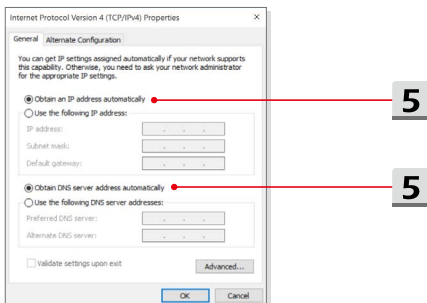 Internet Protocol Version 4 (TCP/IPv4) Properties
General Alternate Configuration
You can get IP settings assigned automatically if your network supports
this capability. Otherwise, you need to ask your network administrator
for the appropriate IP settings.
Obtain an IP address automatically
5
Use the following IP address:
IP address:
Subnet mask:
Default gateway:
Obtain DNS server address automatically
5
Use the following DNS server addresses:
Preferred DNS server:
Alternate DNS server:
Validate settings upon exit
Advanced...
OK Cancel